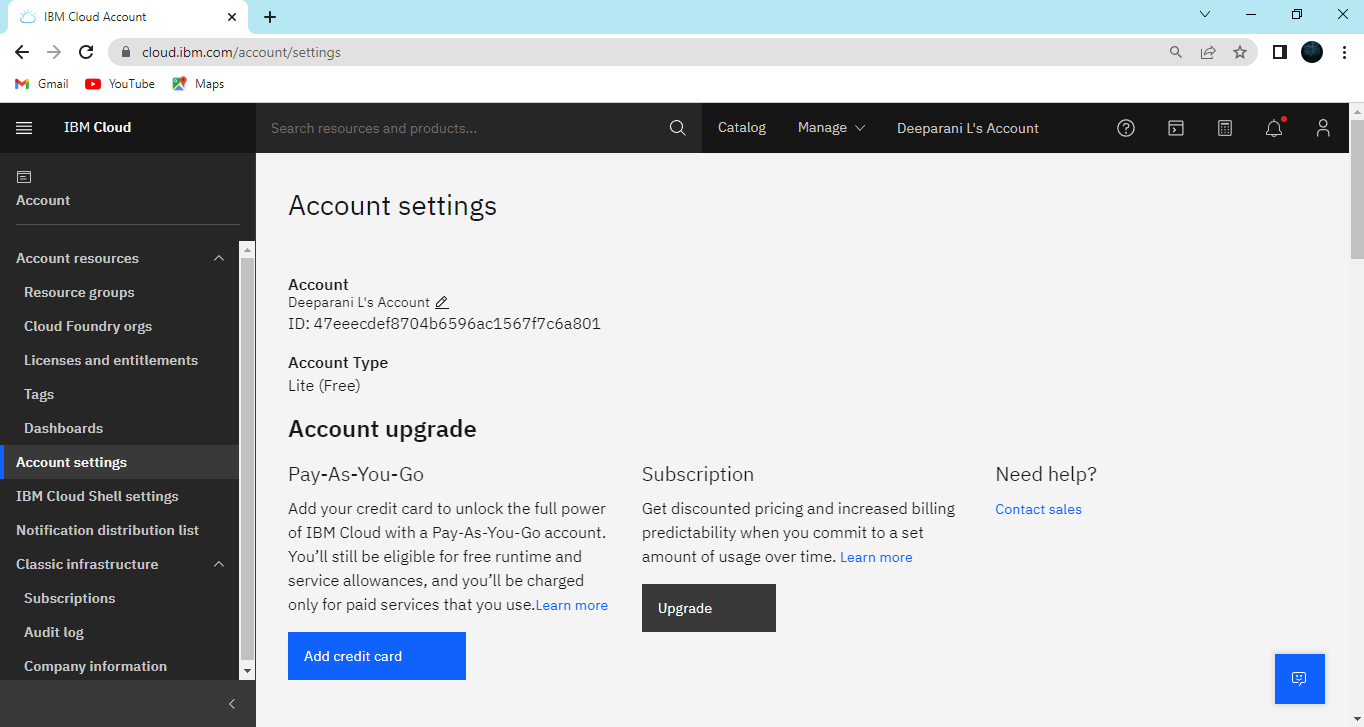 IBM Cloud Account
cloud.ibm.com/account/settings
Gmail YouTube Maps
IBM Cloud
Search resources and products...
Catalog Manage Deeparani L's Account
Account
Account resources
Resource groups
Cloud Foundry orgs
Licenses and entitlements
Tags
Dashboards
Account settings
IBM Cloud Shell settings
Notification distribution list
Classic infrastructure
Subscriptions
Audit log
Company information
Account settings
Account
Deeparani L's Account
ID: 47eeecdef8704b6596ac1567f7c6a801
Account Type
Lite (Free)
Account upgrade
Pay-As-You-Go
Add your credit card to unlock the full power
of IBM Cloud with a Pay-As-You-Go account.
You’ll still be eligible for free runtime and
service allowances, and you’ll be charged
only for paid services that you use.Learn more
Add credit card
Subscription
Get discounted pricing and increased billing
predictability when you commit to a set
amount of usage over time. Learn more
Upgrade
Need help?
Contact sales